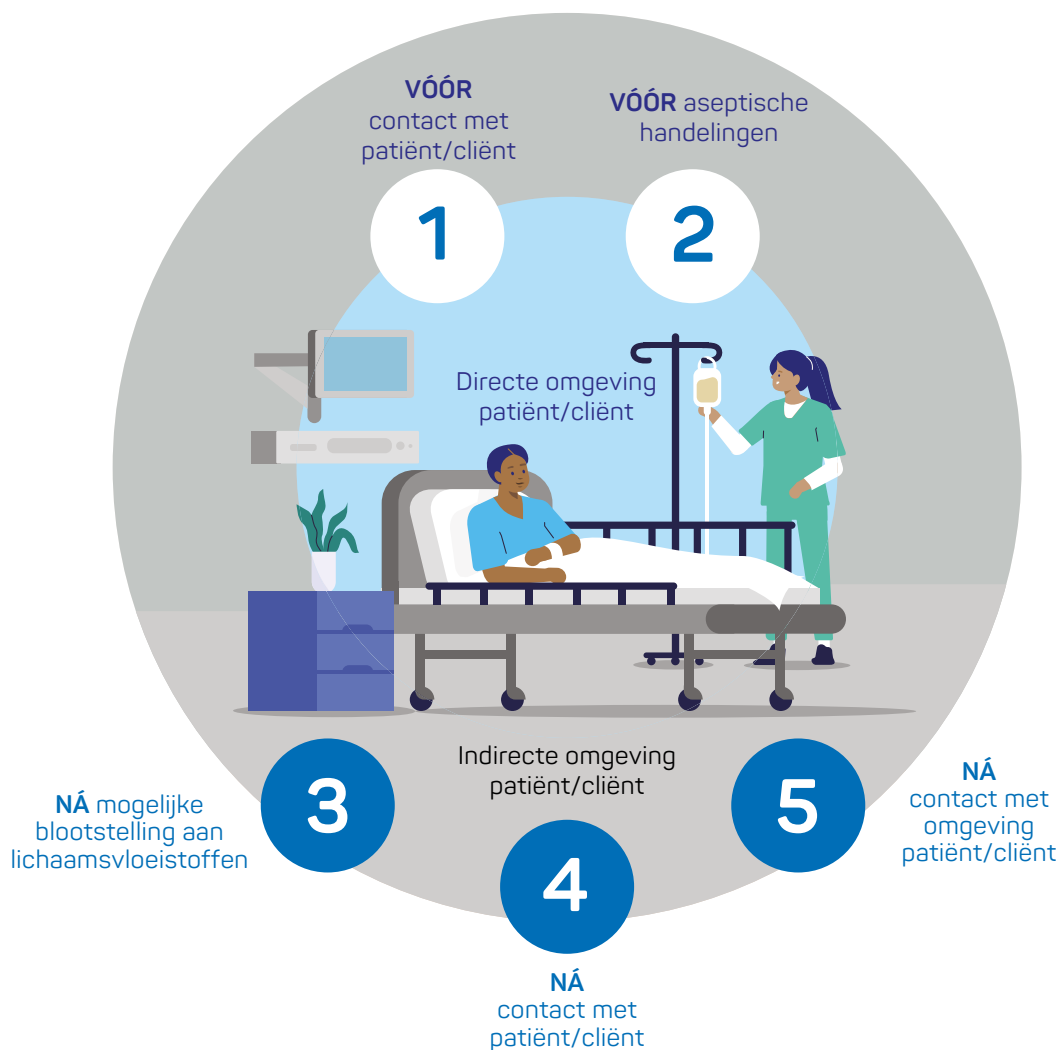 VÓÓR
contact met
patiënt/cliënt
1
VÓÓR aseptische
handelingen
2
Directe omgeving
patiënt/cliënt
Indirecte omgeving
patiënt/cliënt
3
NÁ mogelijke
blootstelling aan
lichaamsvloeistoffen
4
NÁ
contact met
patiënt/cliënt
5
NÁ
contact met
omgeving
patiënt/cliënt